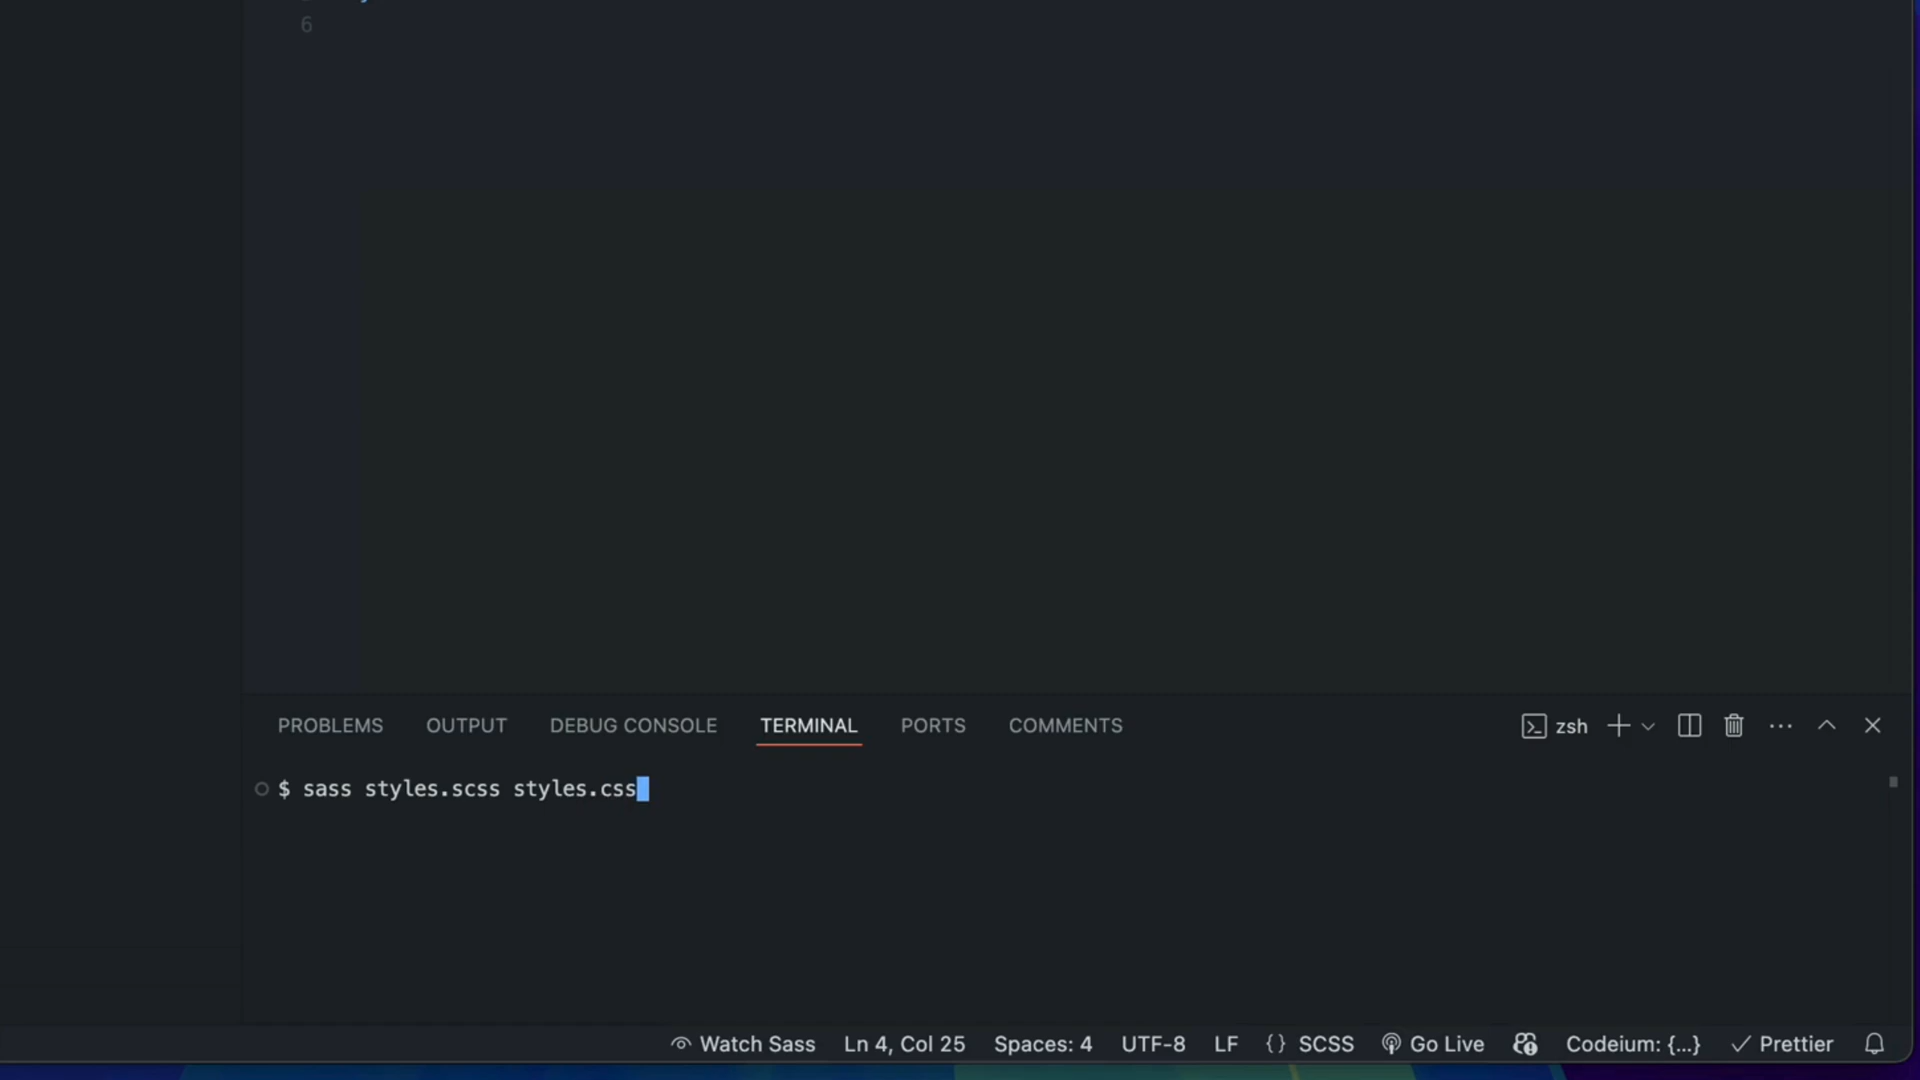 6
PROBLEMS OUTPUT DEBUG CONSOLE TERMINAL PORTS COMMENTS zsh
$ sass styles.scss styles.css
Watch Sass Ln 4, Col 25 Spaces: 4 UTF-8 LF {} SCSS Go Live Codeium: {...} Prettier